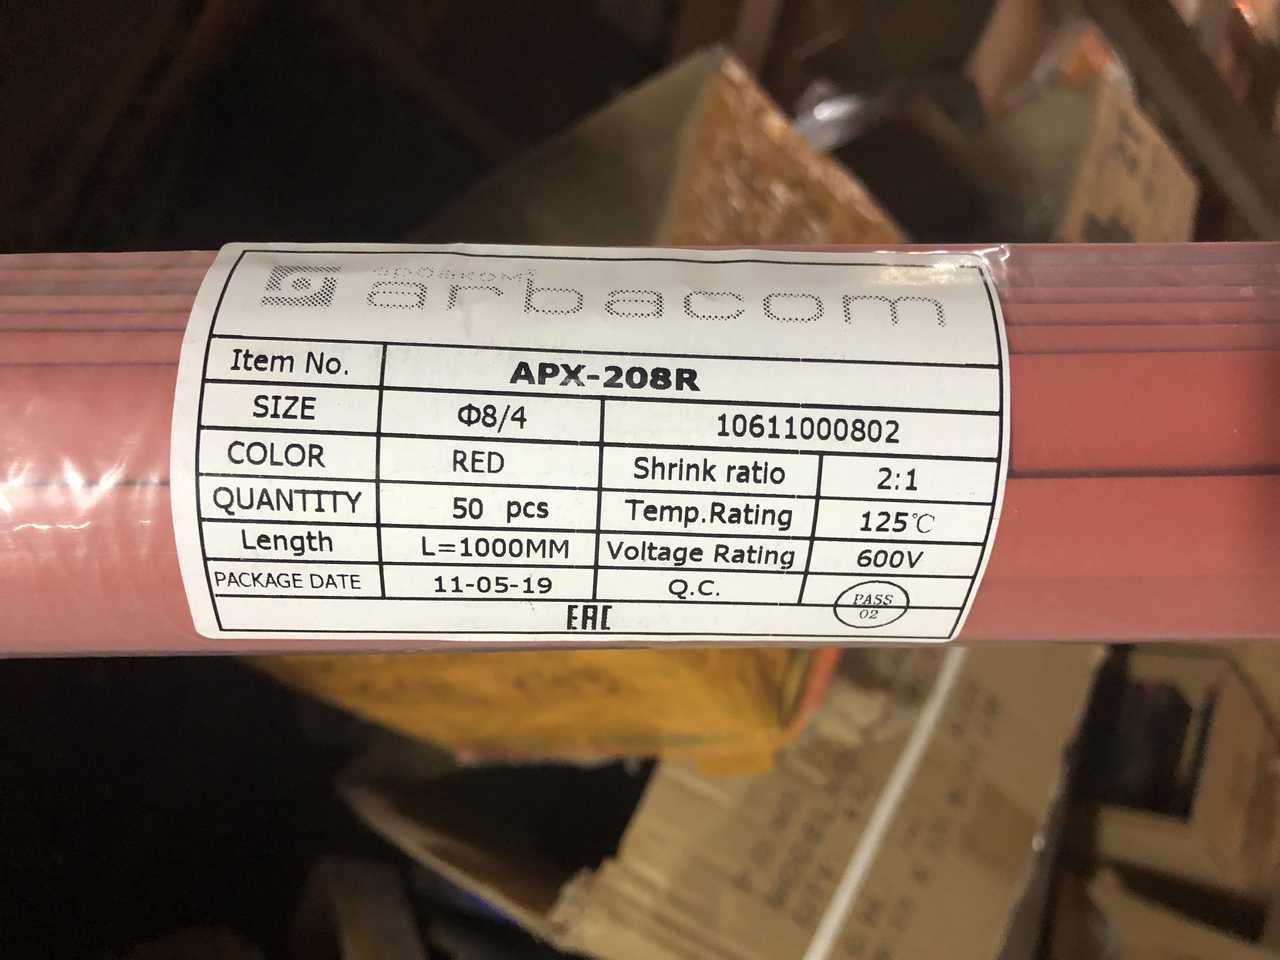 арбаком
arbacom
Item No. APX-208R
SIZE Φ8/4 10611000802
COLOR RED Shrink ratio 2:1
QUANTITY 50 pcs Temp.Rating 125℃
Length L=1000MM Voltage Rating 600V
PACKAGE DATE 11-05-19 Q.C. PASS
02
EAC